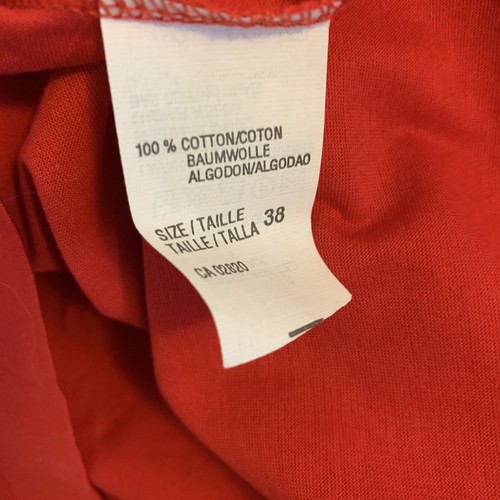 100 % COTTON/COTON
BAUMWOLLE
ALGODON/ALGODAO
SIZE/TAILLE 38
TAILLE/TALLA
CA 02820